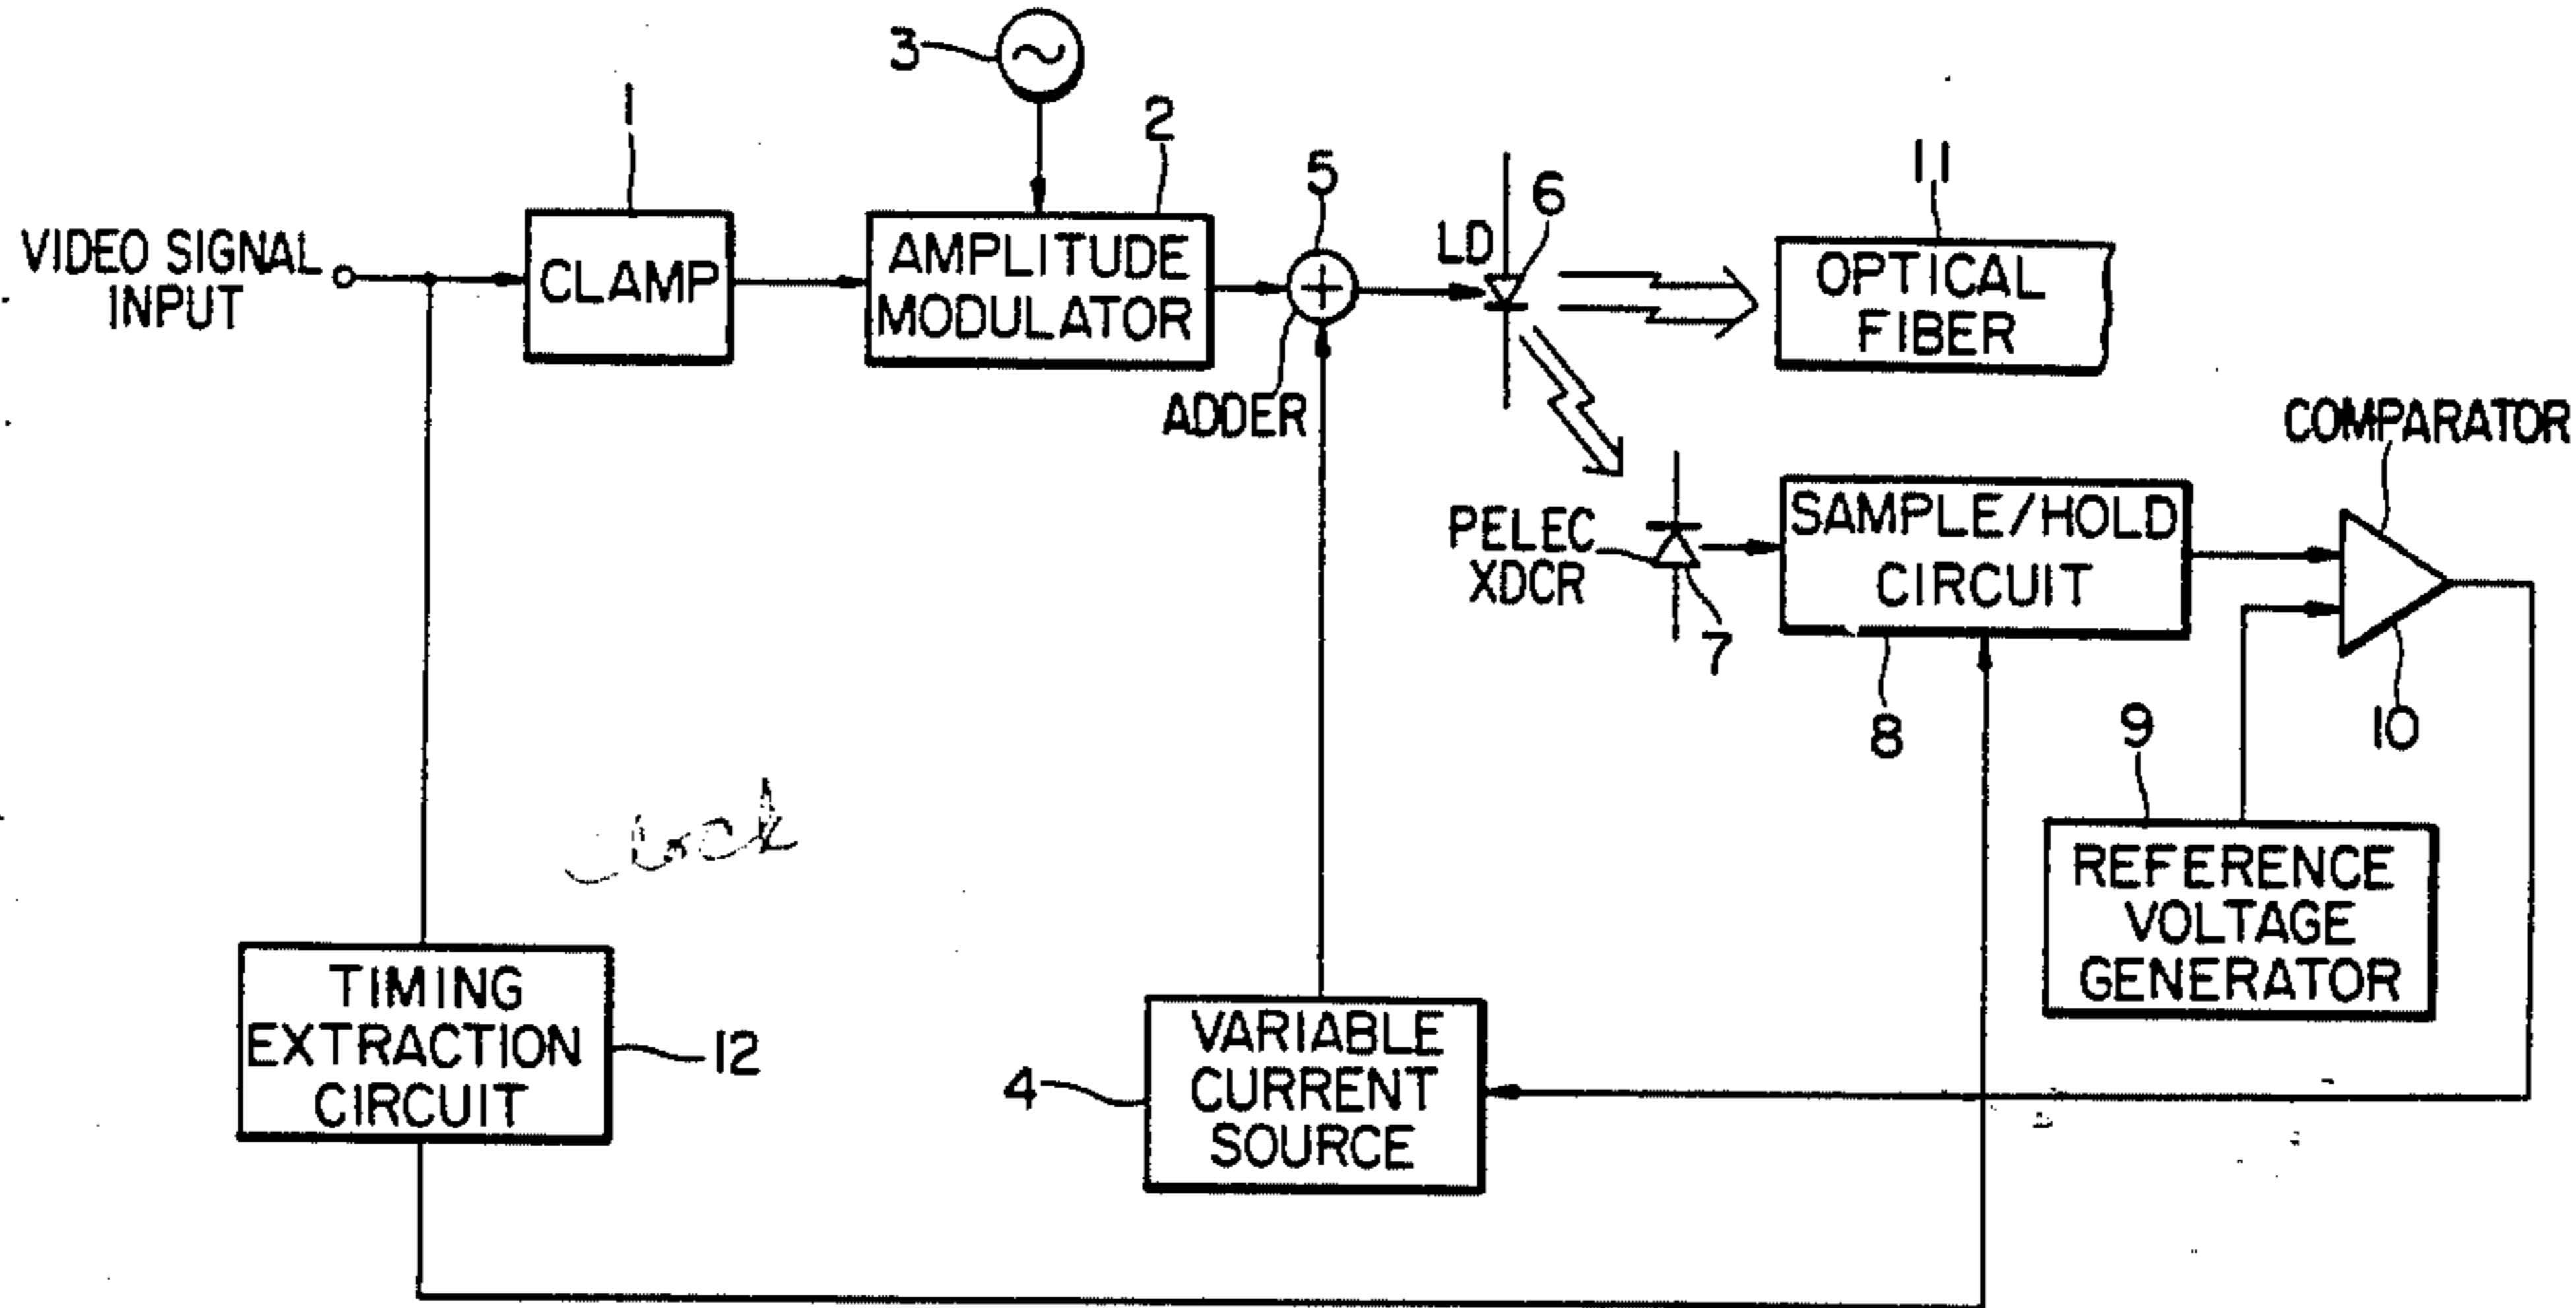 3
1
2
VIDEO SIGNAL
INPUT
CLAMP
AMPLITUDE
MODULATOR
5
ADDER
LD
6
11
OPTICAL
FIBER
PELEC
XDCR
7
SAMPLE/HOLD
CIRCUIT
8
COMPARATOR
10
9
REFERENCE
VOLTAGE
GENERATOR
TIMING
EXTRACTION
CIRCUIT
12
4
VARIABLE
CURRENT
SOURCE